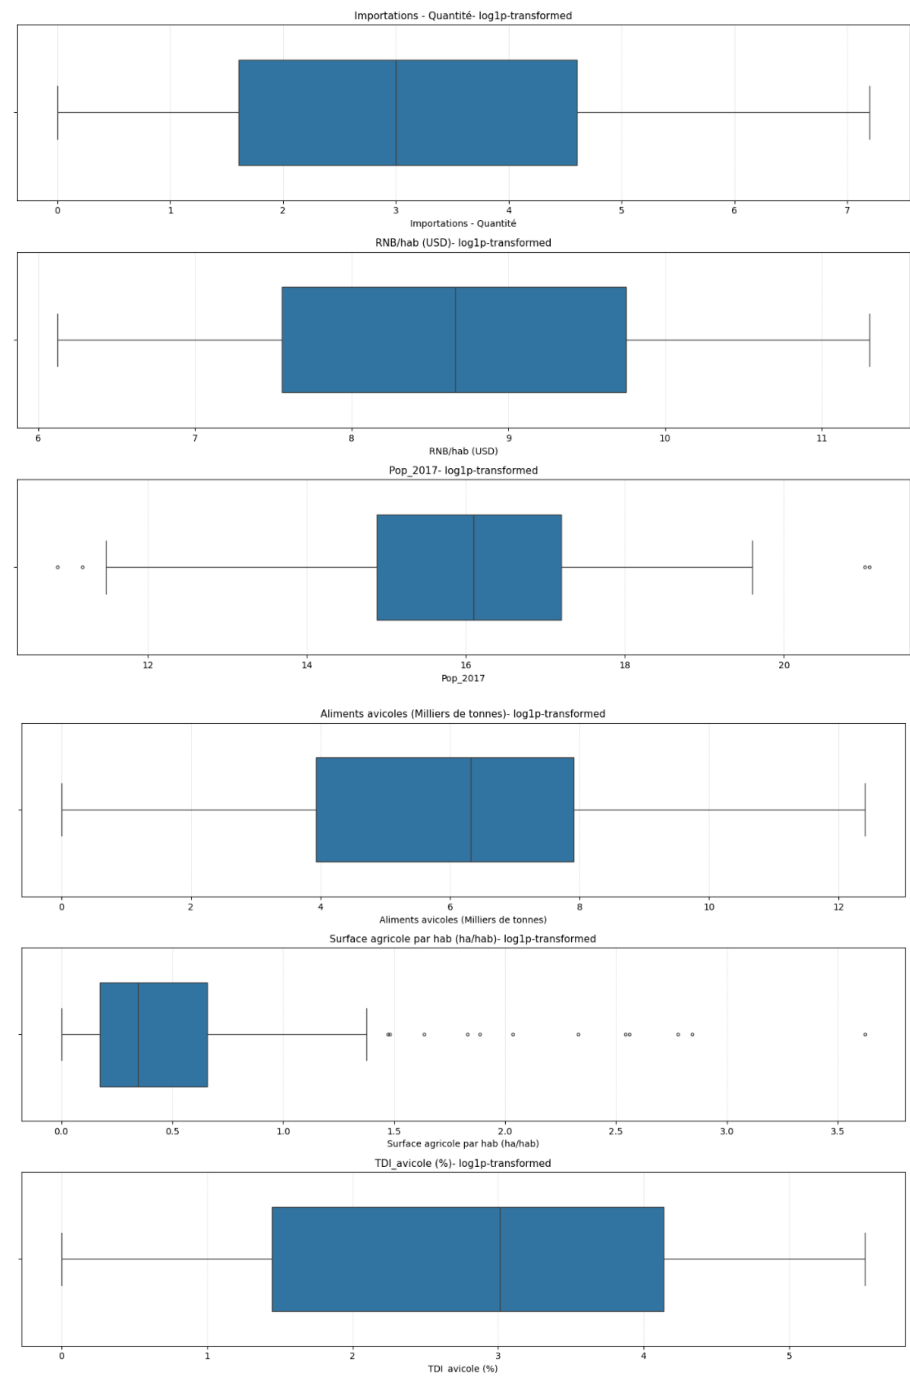 Importations - Quantité- log1p-transformed
0 1 2 3 4 5 6 7
Importations - Quantité
RNB/hab (USD)- log1p-transformed
6 7 8 9 10 11
RNB/hab (USD)
Pop_2017- log1p-transformed
12 14 16 18 20
Pop_2017
Aliments avicoles (Milliers de tonnes)- log1p-transformed
0 2 4 6 8 10 12
Aliments avicoles (Milliers de tonnes)
Surface agricole par hab (ha/hab)- log1p-transformed
0.0 0.5 1.0 1.5 2.0 2.5 3.0 3.5
Surface agricole par hab (ha/hab)
TDI_avicole (%)- log1p-transformed
0 1 2 3 4 5
TDI_avicole (%)